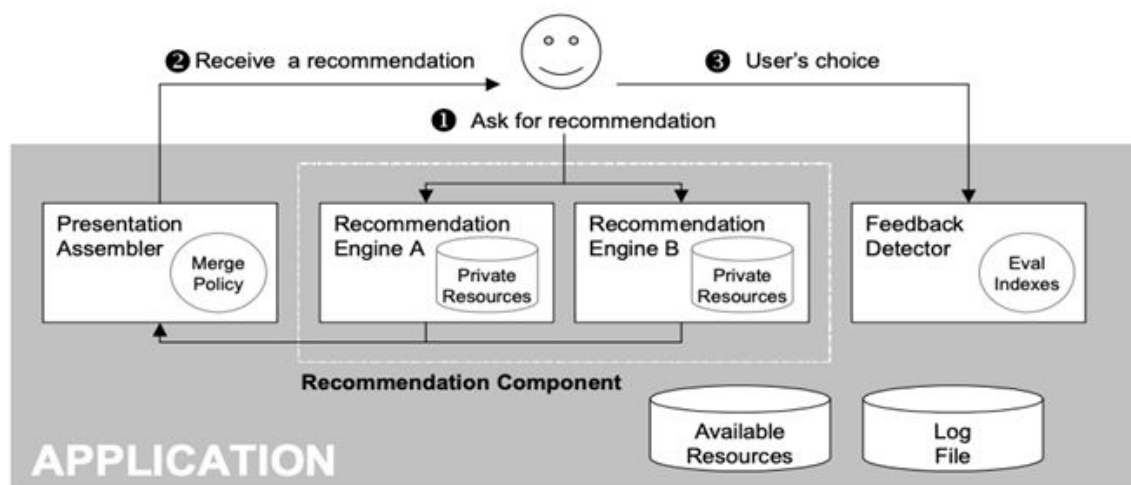 ❷ Receive a recommendation
❸ User's choice
❶ Ask for recommendation
Presentation
Assembler
Merge
Policy
Recommendation
Engine A
Private
Resources
Recommendation
Engine B
Private
Resources
Feedback
Detector
Eval
Indexes
Recommendation Component
Available
Resources
Log
File
APPLICATION